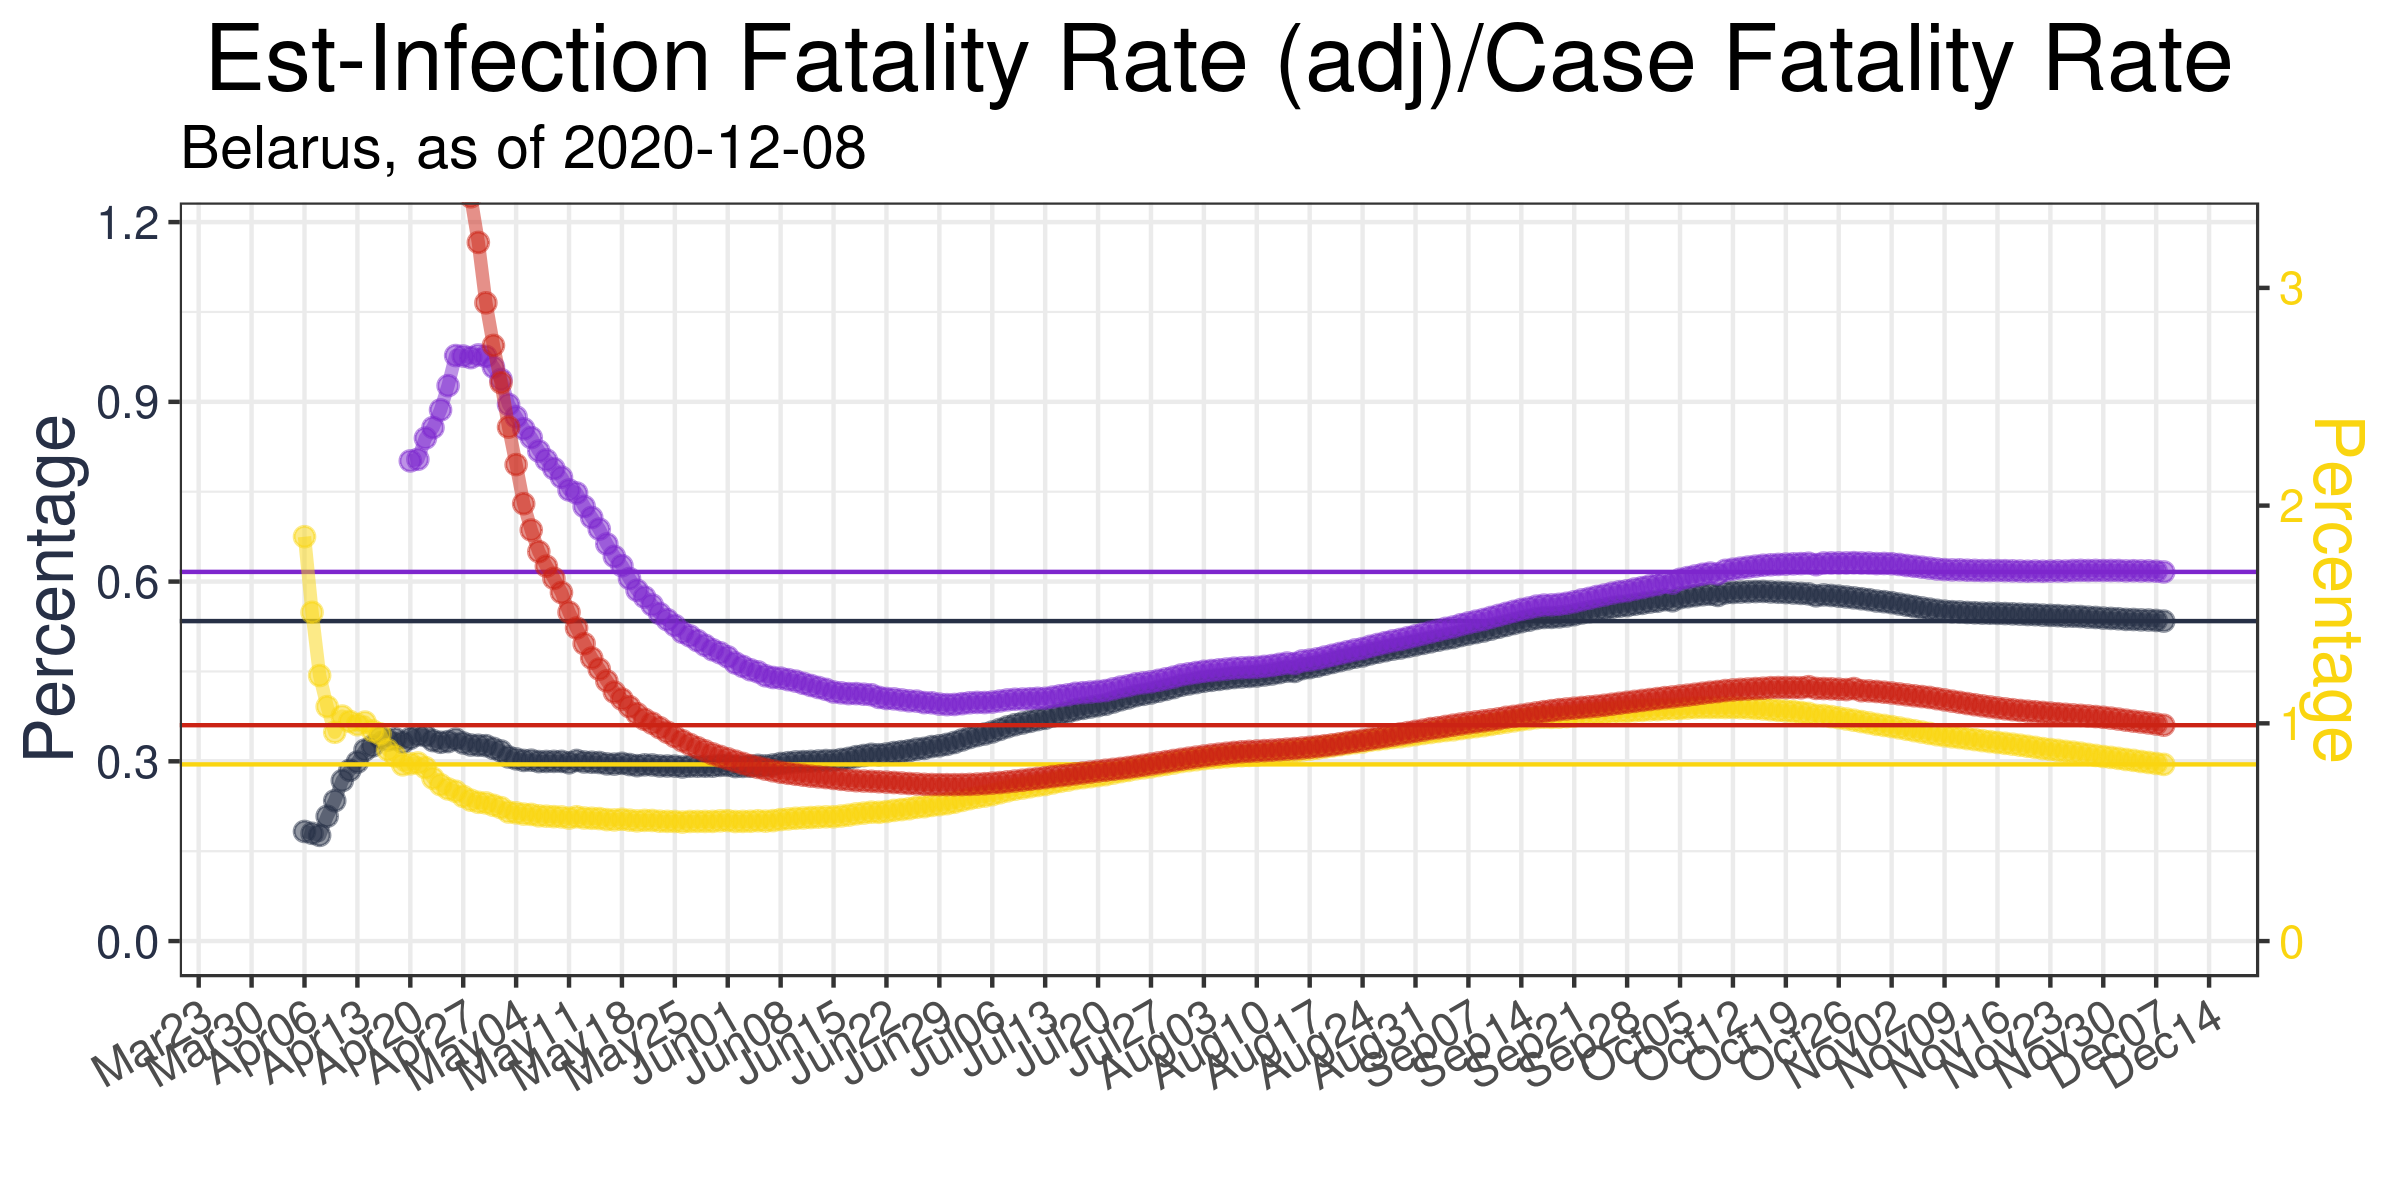 Est-Infection Fatality Rate (adj)/Case Fatality Rate
Belarus, as of 2020-12-08
Percentage
1.2
0.9
0.6
0.3
0.0
3
2
1
0
Percentage
Mar23
Mar30
Apr06
Apr13
Apr20
Apr27
May04
May11
May18
May25
Jun01
Jun08
Jun15
Jun22
Jun29
Jul06
Jul13
Jul20
Jul27
Aug03
Aug10
Aug17
Aug24
Aug31
Sep07
Sep14
Sep21
Sep28
Oct05
Oct12
Oct19
Oct26
Nov02
Nov09
Nov16
Nov23
Nov30
Dec07
Dec14